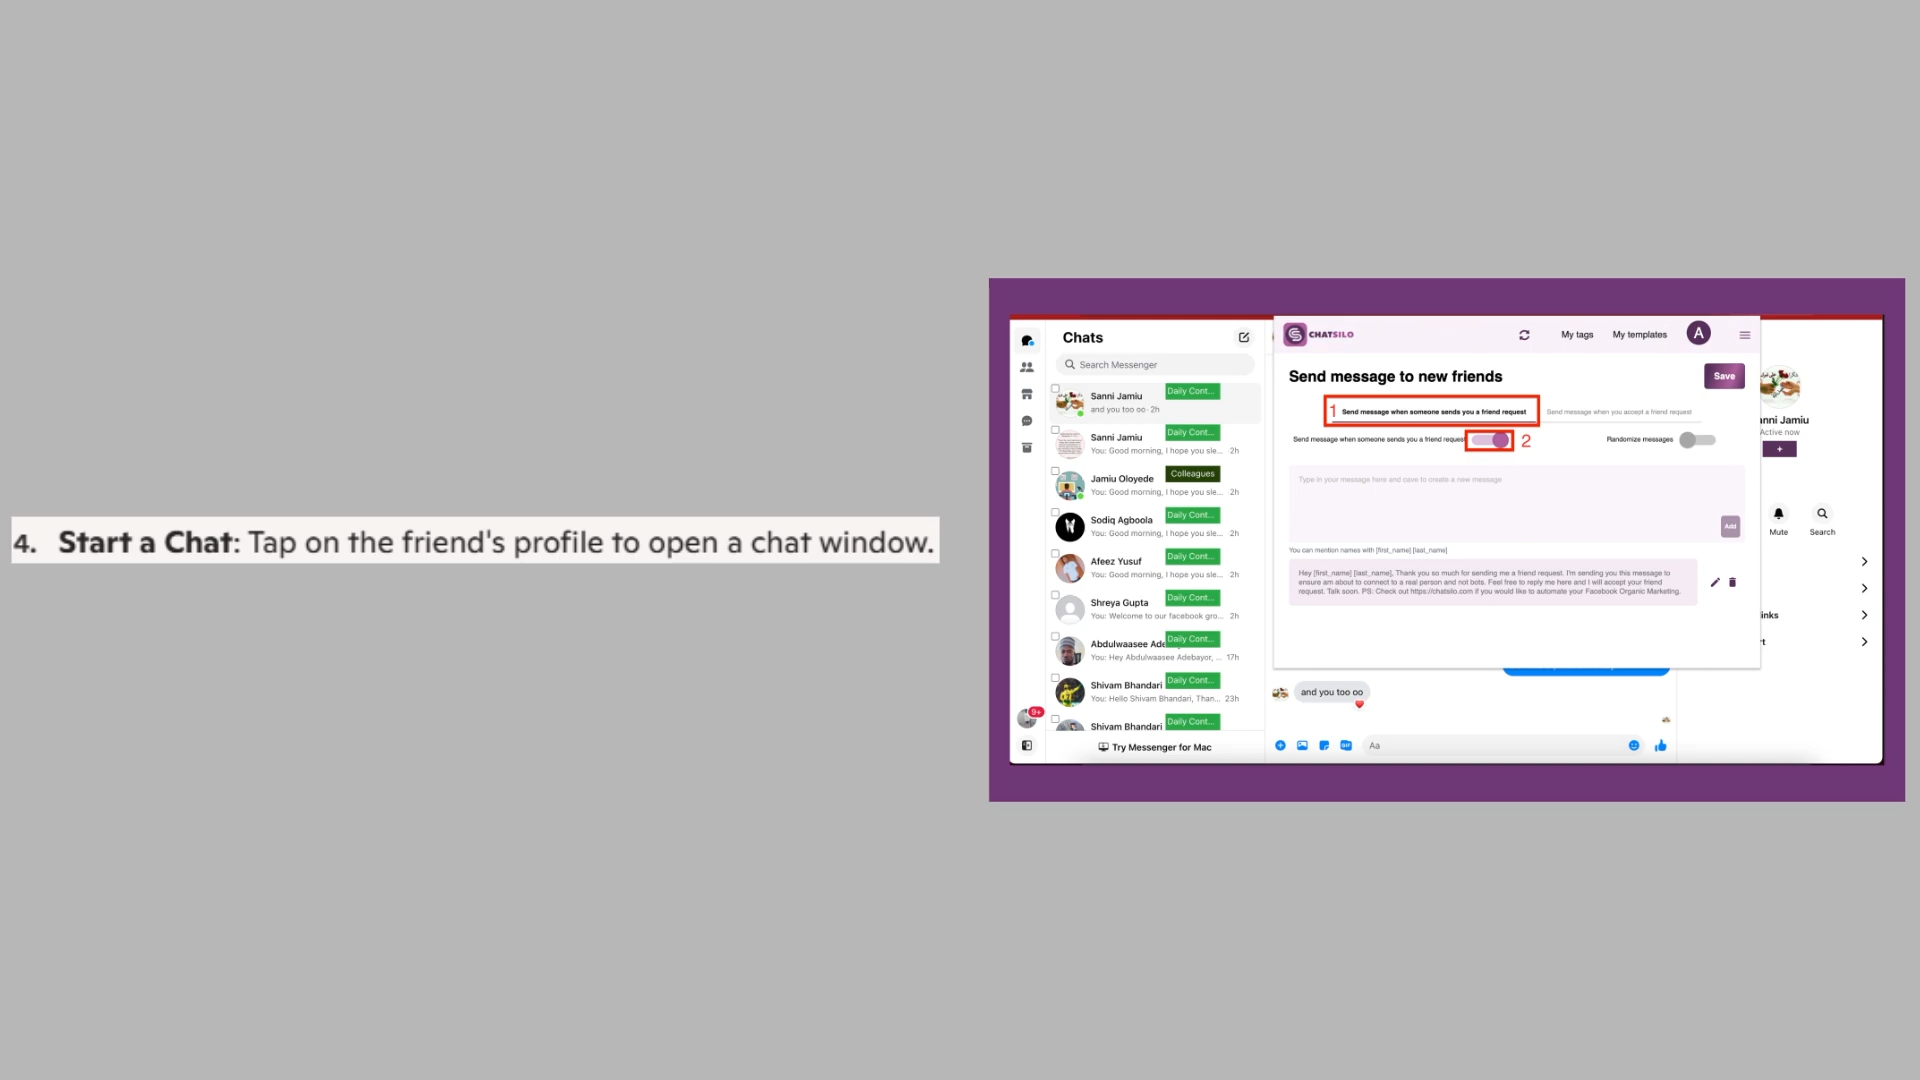 4. Start a Chat: Tap on the friend's profile to open a chat window.
Chats
Search Messenger
Sanni Jamiu
Daily Cont...
and you too oo · 2h
Sanni Jamiu
Daily Cont...
You: Good morning, I hope you sle... · 2h
Jamiu Oloyede
Colleagues
You: Good morning, I hope you sle... · 2h
Sodiq Agboola
Daily Cont...
You: Good morning, I hope you sle... · 2h
Afeez Yusuf
Daily Cont...
You: Good morning, I hope you sle... · 2h
Shreya Gupta
Daily Cont...
You: Welcome to our facebook gro... · 2h
Abdulwaasee Ade
Daily Cont...
You: Hey Abdulwaasee Adebayor, ... · 17h
Shivam Bhandari
Daily Cont...
You: Hello Shivam Bhandari, Than... · 23h
Shivam Bhandari
Daily Cont...
9+
Try Messenger for Mac
CHATSILO
My tags
My templates
A
Send message to new friends
Save
1 Send message when someone sends you a friend request
Send message when you accept a friend request
Send message when someone sends you a friend request
2
Randomize messages
Type in your message here and cave to create a new message
Add
You can mention names with [first_name] [last_name]
Hey [first_name] [last_name], Thank you so much for sending me a friend request. I'm sending you this message to
ensure am about to connect to a real person and not bots. Feel free to reply me here and I will accept your friend
request. Talk soon. PS: Check out https://chatsilo.com if you would like to automate your Facebook Organic Marketing.
and you too oo
GIF
Aa
nni Jamiu
Active now
+
Mute
Search
inks
rt